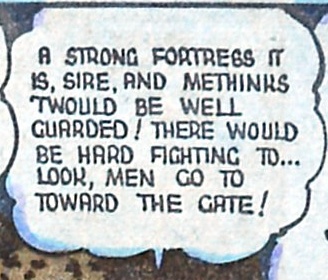 A STRONG FORTRESS IT
IS, SIRE, AND METHINKS
'TWOULD BE WELL
GUARDED! THERE WOULD
BE HARD FIGHTING TO...
LOOK, MEN GO TO
TOWARD THE GATE!